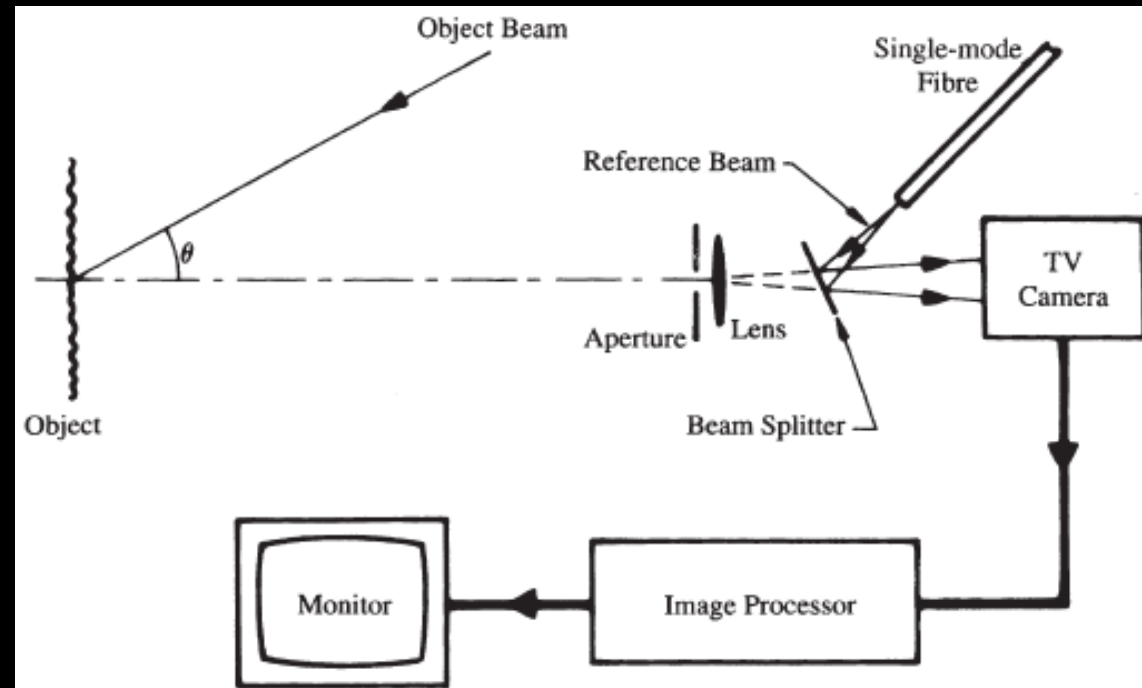 Object Beam
Single-mode
Fibre
Reference Beam
θ
TV
Camera
Aperture
Lens
Object
Beam Splitter
Monitor
Image Processor